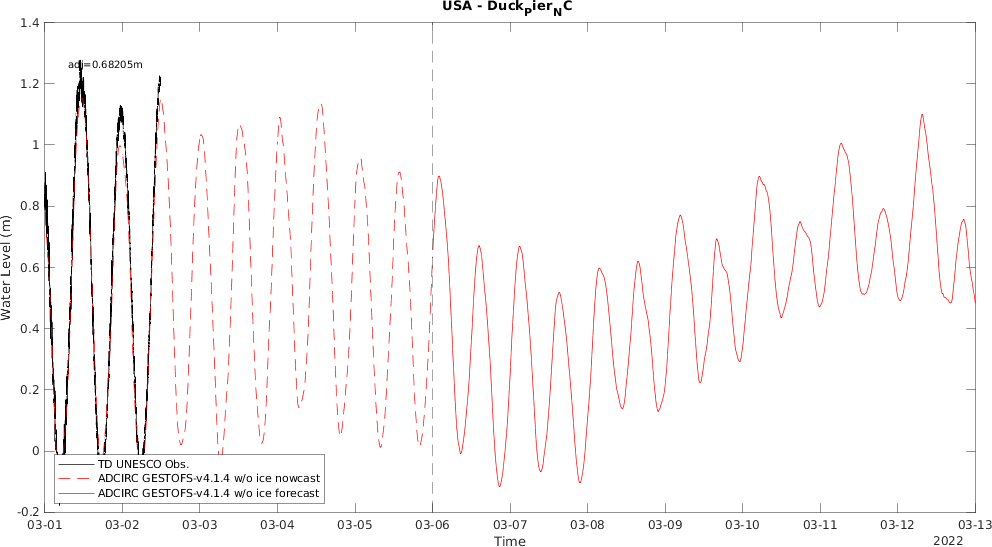 USA - DuckPierNC
adj=0.68205m
Water Level (m)
1.4
1.2
1
0.8
0.6
0.4
0.2
0
-0.2
TD UNESCO Obs.
ADCIRC GESTOFS-v4.1.4 w/o ice nowcast
ADCIRC GESTOFS-v4.1.4 w/o ice forecast
03-01 03-02 03-03 03-04 03-05 03-06 03-07 03-08 03-09 03-10 03-11 03-12 03-13
Time
2022